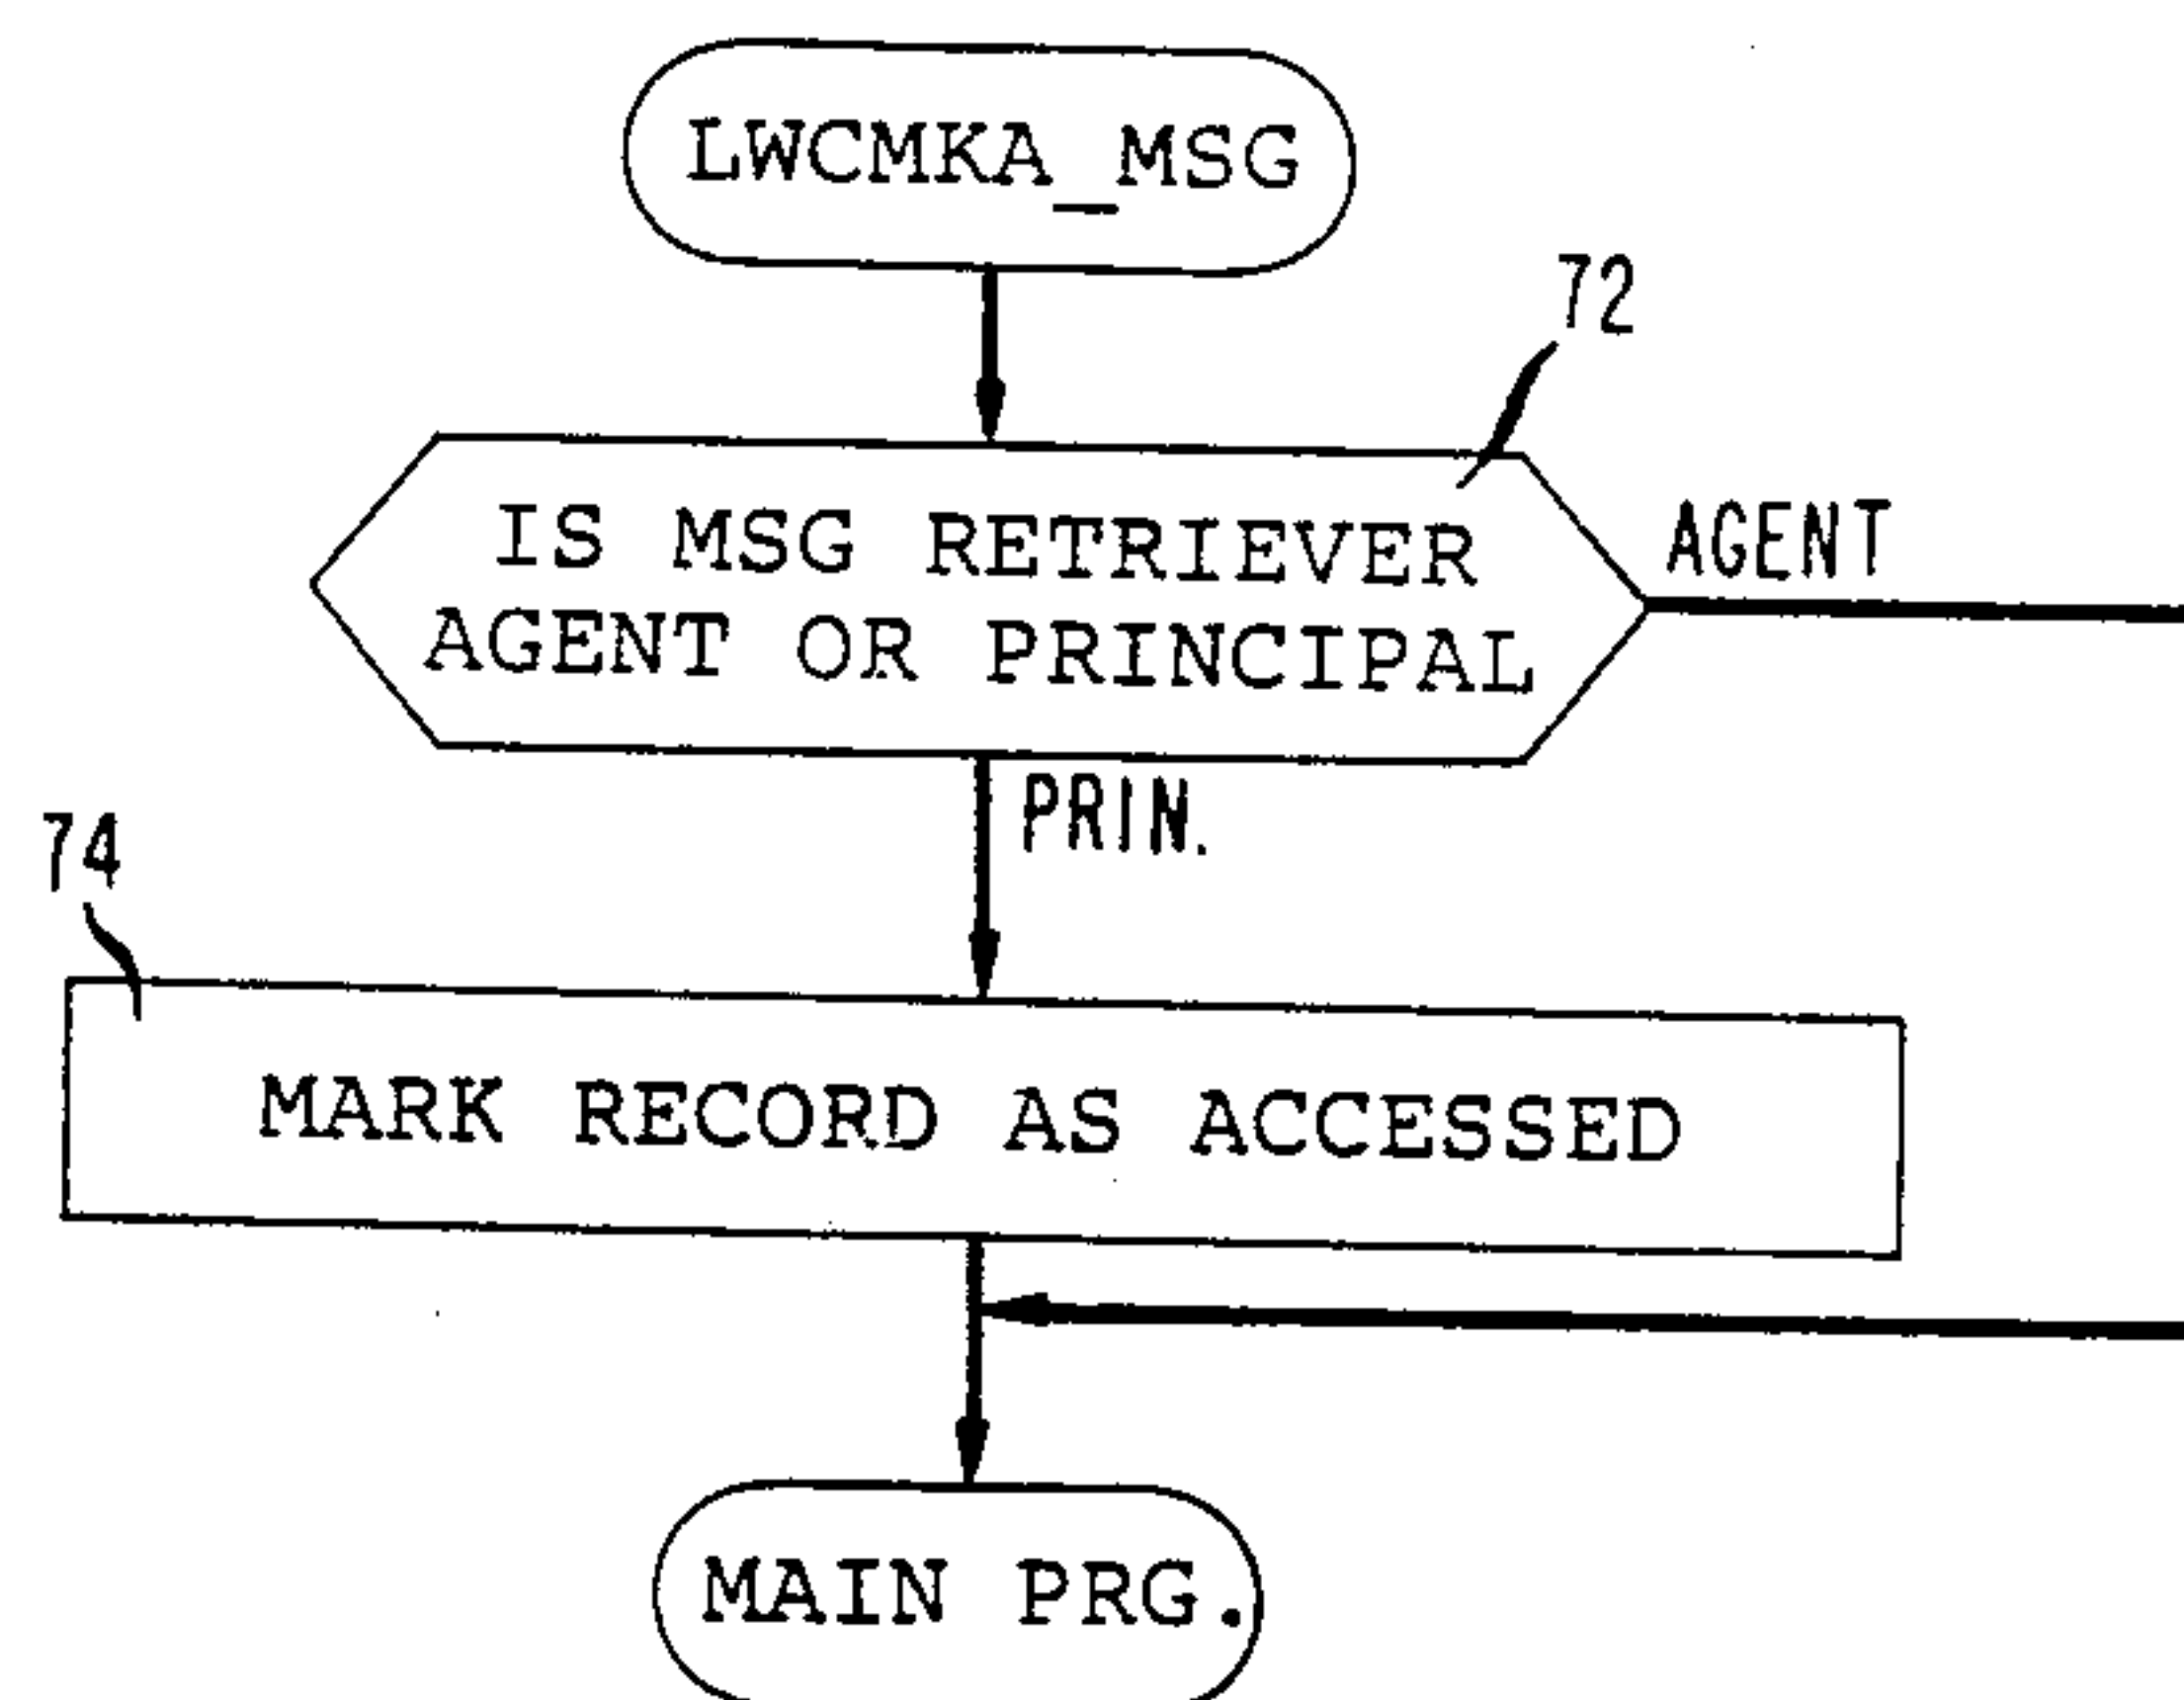 LWCMKA_MSG
72
IS MSG RETRIEVER
AGENT OR PRINCIPAL
AGENT
PRIN.
74
MARK RECORD AS ACCESSED
MAIN PRG.